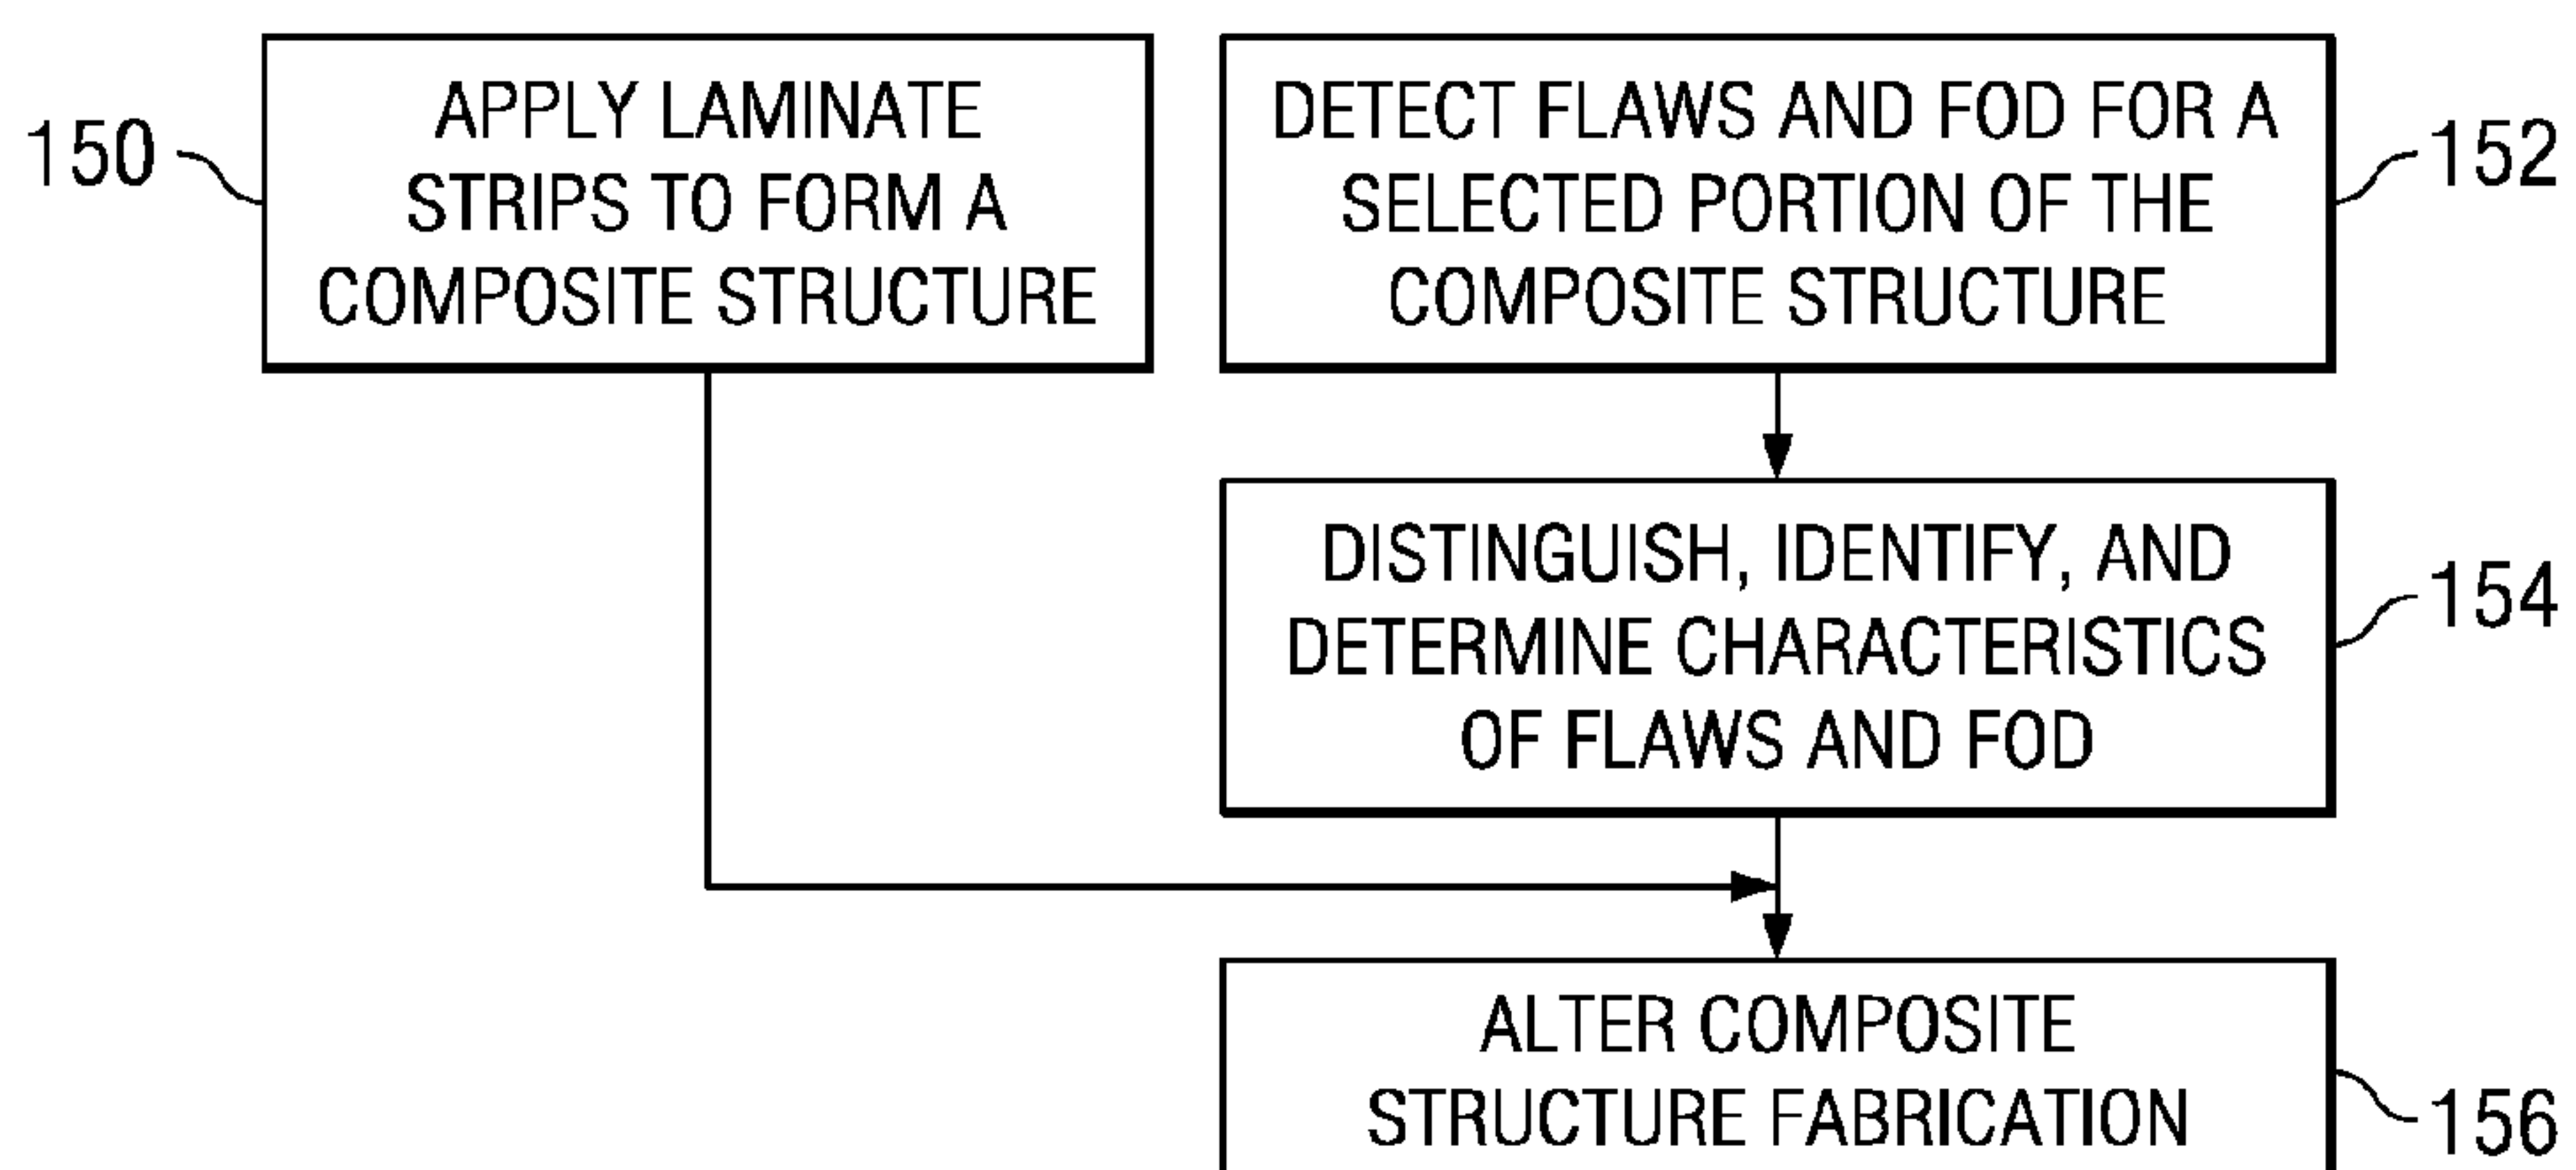 150
APPLY LAMINATE
STRIPS TO FORM A
COMPOSITE STRUCTURE
DETECT FLAWS AND FOD FOR A
SELECTED PORTION OF THE
COMPOSITE STRUCTURE
152
DISTINGUISH, IDENTIFY, AND
DETERMINE CHARACTERISTICS
OF FLAWS AND FOD
154
ALTER COMPOSITE
STRUCTURE FABRICATION
156